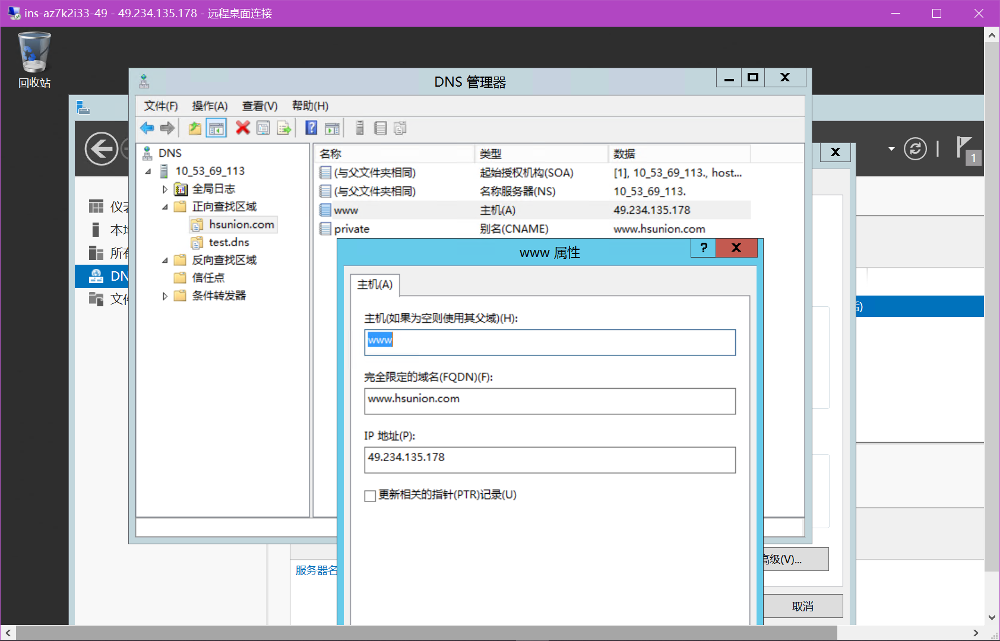 ins-az7k2i33-49 - 49.234.135.178 - 远程桌面连接
回收站
DNS 管理器
文件(F) 操作(A) 查看(V) 帮助(H)
DNS
10_53_69_113
全局日志
正向查找区域
hsunion.com
test.dns
反向查找区域
信任点
条件转发器
名称 类型 数据
(与父文件夹相同) 起始授权机构(SOA) [1], 10_53_69_113., host...
(与父文件夹相同) 名称服务器(NS) 10_53_69_113.
www 主机(A) 49.234.135.178
private 别名(CNAME) www.hsunion.com
www 属性
主机(A)
主机(如果为空则使用其父域)(H):
www
完全限定的域名(FQDN)(F):
www.hsunion.com
IP 地址(P):
49.234.135.178
更新相关的指针(PTR)记录(U)
仪表
本地
所有
DN
文件
1
服务器名
高级(V)...
取消